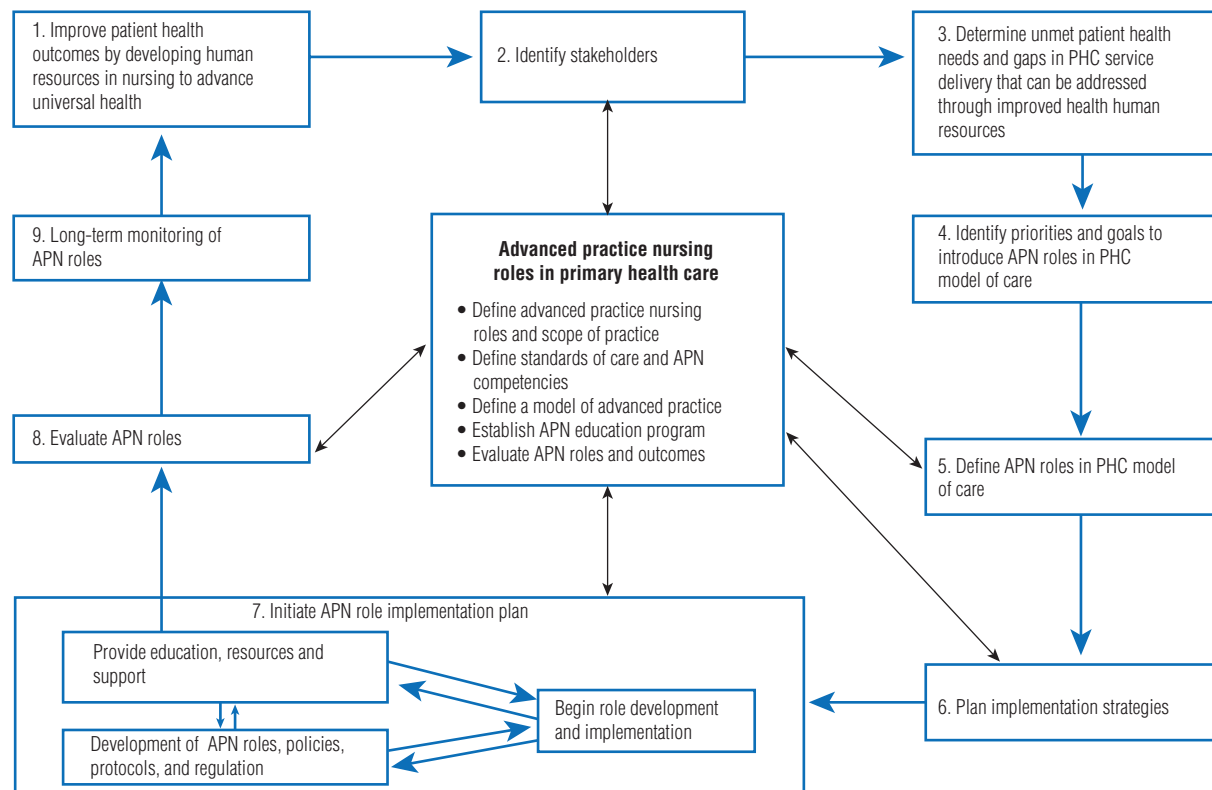 1. Improve patient health
outcomes by developing human
resources in nursing to advance
universal health
2. Identify stakeholders
3. Determine unmet patient health
needs and gaps in PHC service
delivery that can be addressed
through improved health human
resources
9. Long-term monitoring of
APN roles
Advanced practice nursing
roles in primary health care
• Define advanced practice nursing
roles and scope of practice
• Define standards of care and APN
competencies
• Define a model of advanced practice
• Establish APN education program
• Evaluate APN roles and outcomes
4. Identify priorities and goals to
introduce APN roles in PHC
model of care
8. Evaluate APN roles
5. Define APN roles in PHC model
of care
7. Initiate APN role implementation plan
Provide education, resources and
support
Begin role development
and implementation
Development of APN roles, policies,
protocols, and regulation
6. Plan implementation strategies